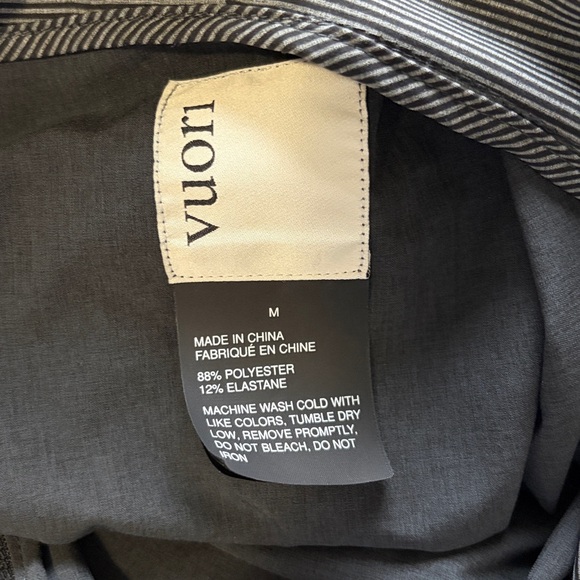 vuori
M
MADE IN CHINA
FABRIQUÉ EN CHINE
88% POLYESTER
12% ELASTANE
MACHINE WASH COLD WITH
LIKE COLORS, TUMBLE DRY
LOW, REMOVE PROMPTLY,
DO NOT BLEACH, DO NOT
IRON